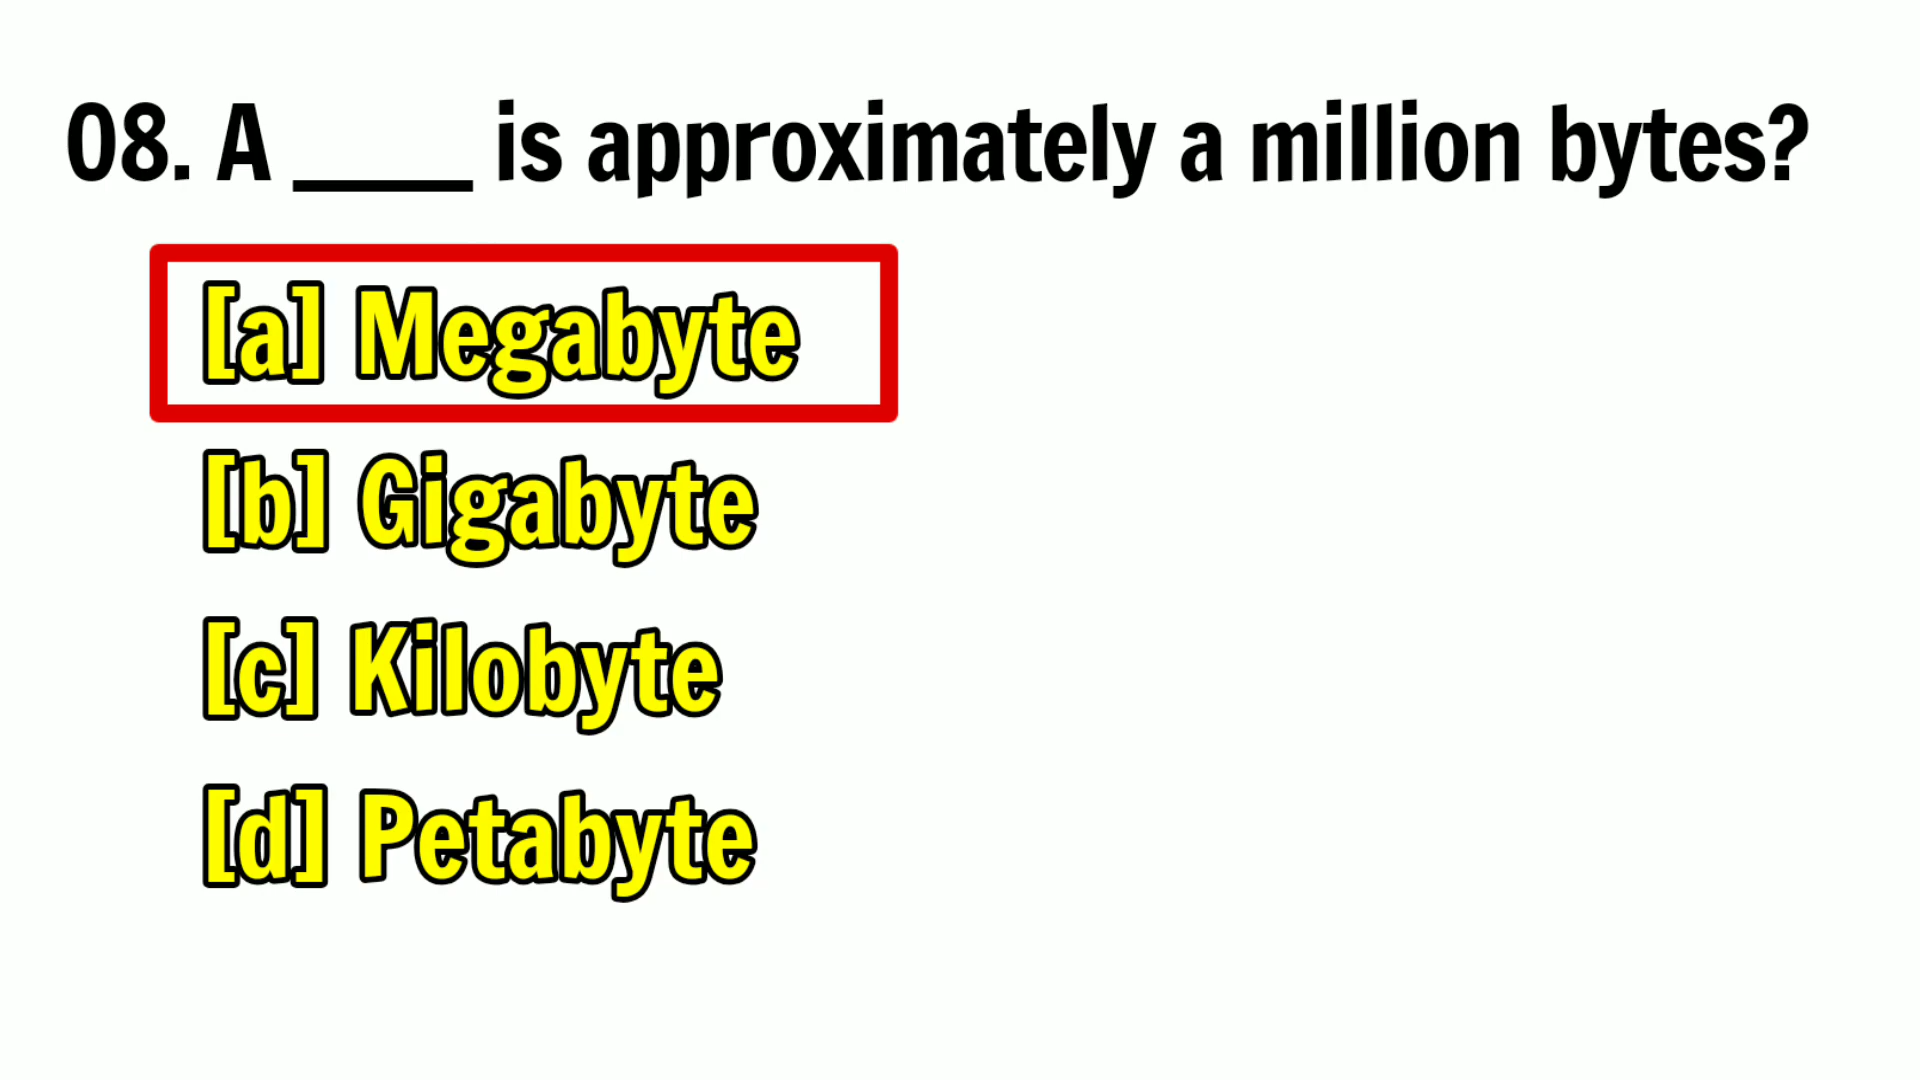 08. A ____ is approximately a million bytes?
[a] Megabyte
[b] Gigabyte
[c] Kilobyte
[d] Petabyte